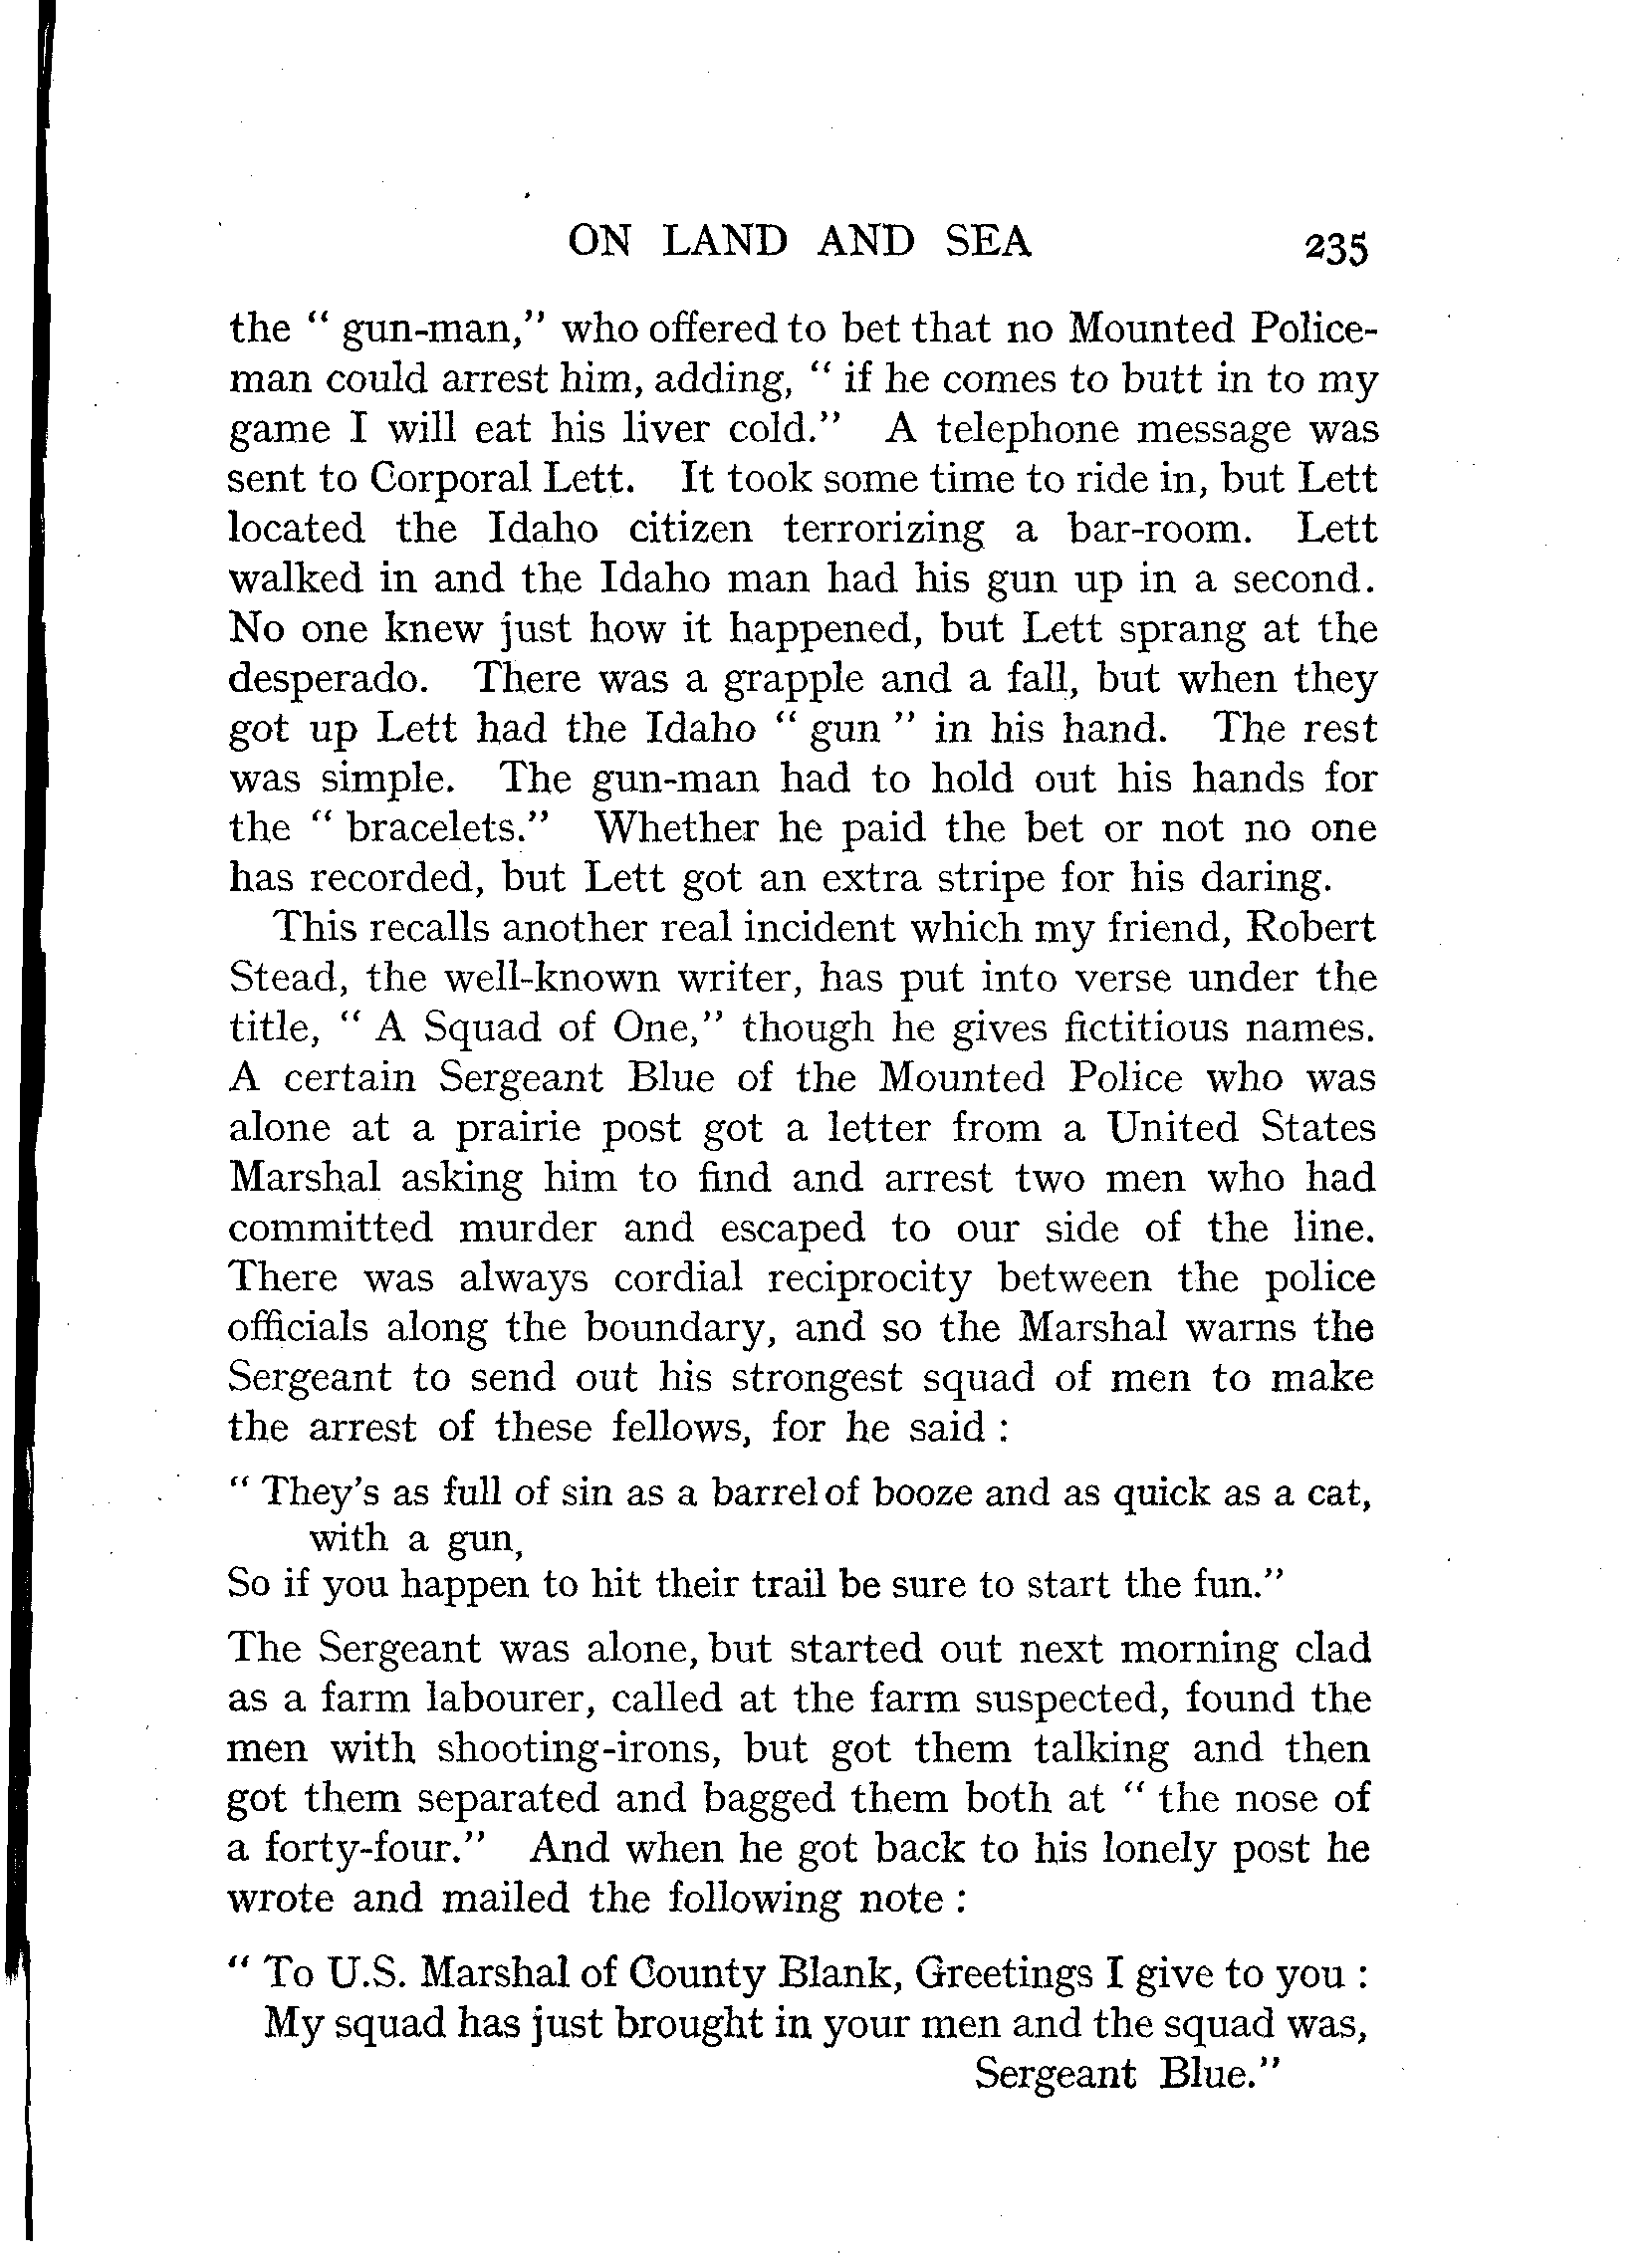 ON LAND AND SEA 235
the " gun-man," who offered to bet that no Mounted Police-
man could arrest him, adding, " if he comes to butt in to my
game I will eat his liver cold." A telephone message was
sent to Corporal Lett. It took some time to ride in, but Lett
located the Idaho citizen terrorizing a bar-room. Lett
walked in and the Idaho man had his gun up in a second.
No one knew just how it happened, but Lett sprang at the
desperado. There was a grapple and a fall, but when they
got up Lett had the Idaho " gun " in his hand. The rest
was simple. The gun-man had to hold out his hands for
the " bracelets." Whether he paid the bet or not no one
has recorded, but Lett got an extra stripe for his daring.
This recalls another real incident which my friend, Robert
Stead, the well-known writer, has put into verse under the
title, " A Squad of One," though he gives fictitious names.
A certain Sergeant Blue of the Mounted Police who was
alone at a prairie post got a letter from a United States
Marshal asking him to find and arrest two men who had
committed murder and escaped to our side of the line.
There was always cordial reciprocity between the police
officials along the boundary, and so the Marshal warns the
Sergeant to send out his strongest squad of men to make
the arrest of these fellows, for he said :
" They's as full of sin as a barrel of booze and as quick as a cat,
with a gun,
So if you happen to hit their trail be sure to start the fun."
The Sergeant was alone, but started out next morning clad
as a farm labourer, called at the farm suspected, found the
men with shooting-irons, but got them talking and then
got them separated and bagged them both at " the nose of
a forty-four." And when he got back to his lonely post he
wrote and mailed the following note :
" To U.S. Marshal of County Blank, Greetings I give to you :
My squad has just brought in your men and the squad was,
Sergeant Blue."